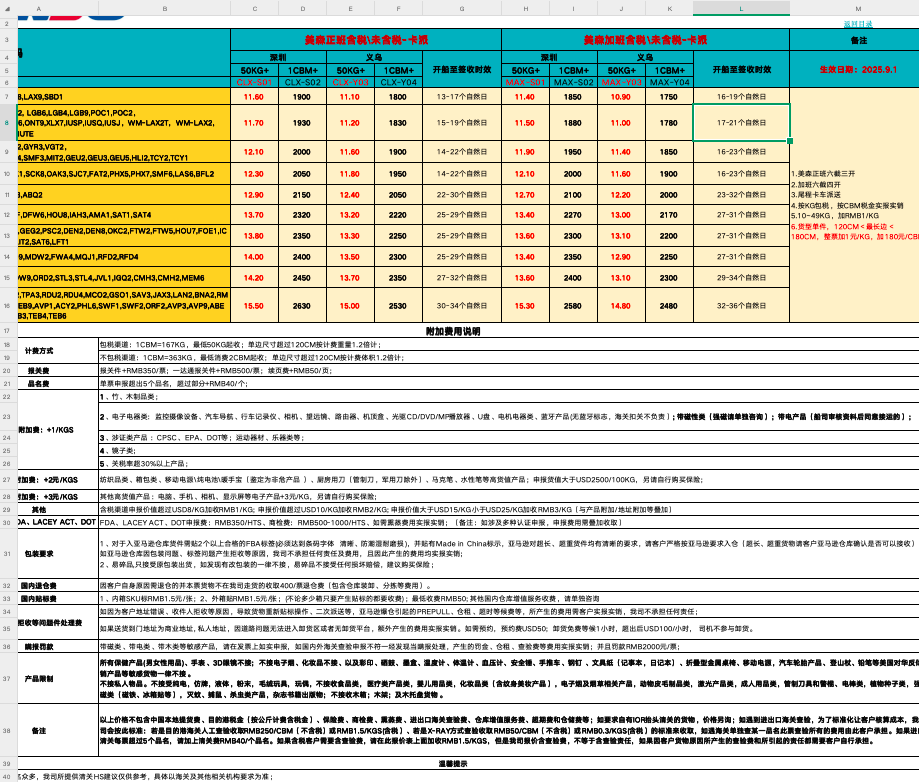 A B C D E F G H I J K L M
2 返回目录
3 码 美森正班含税\未含税-卡派 美森加班含税\未含税-卡派 备注
4 深圳 义乌 开船至签收时效 深圳 义乌 开船至签收时效 生效日期：2025.9.1
5 50KG+ 1CBM+ 50KG+ 1CBM+ 50KG+ 1CBM+ 50KG+ 1CBM+
6 CLX-S01 CLX-S02 CLX-Y03 CLX-Y04 MAX-S01 MAX-S02 MAX-Y03 MAX-Y04
7 8,LAX9,SBD1 11.60 1900 11.10 1800 13-17个自然日 11.40 1850 10.90 1750 16-19个自然日
8 2, LGB6,LGB4,LGB9,POC1,POC2,
6,ONT9,XLX7,IUSP,IUSQ,IUSJ，WM-LAX2T，WM-LAX2,
IUTE 11.70 1930 11.20 1830 15-19个自然日 11.50 1880 11.00 1780 17-21个自然日
9 2,GYR3,VGT2,
4,SMF3,MIT2,GEU2,GEU3,GEU5,HLI2,TCY2,TCY1 12.10 2000 11.60 1900 14-22个自然日 11.90 1950 11.40 1850 16-23个自然日
10 1,SCK8,OAK3,SJC7,FAT2,PHX5,PHX7,SMF6,LAS6,BFL2 12.30 2050 11.80 1950 14-22个自然日 12.10 2000 11.60 1900 16-23个自然日
11 3,ABQ2 12.90 2150 12.40 2050 22-30个自然日 12.70 2100 12.20 2000 23-32个自然日
12 F,DFW6,HOU8,IAH3,AMA1,SAT1,SAT4 13.70 2320 13.20 2220 25-29个自然日 13.40 2270 13.00 2170 27-31个自然日
13 ,GEG2,PSC2,DEN2,DEN8,OKC2,FTW2,FTW5,HOU7,FOE1,IC
IT2,SAT6,LFT1 13.80 2350 13.30 2250 25-29个自然日 13.60 2300 13.10 2200 27-31个自然日
1.美森正班六截三开
2.加班六截四开
3.尾程卡车派送
4.按KG包税，按CBM税金实报实销
5.10-49KG，加RMB1/KG
6.货型单件，120CM＜最长边＜
180CM，整票加1元/KG，加180元/CB
14 9,MDW2,FWA4,MQJ1,RFD2,RFD4 14.00 2400 13.50 2300 25-29个自然日 13.80 2350 12.90 2250 27-31个自然日
15 W9,ORD2,STL3,STL4,JVL1,IGQ2,CMH3,CMH2,MEM6 14.20 2450 13.70 2350 27-32个自然日 13.60 2400 13.10 2300 29-34个自然日
16 2,TPA3,RDU2,RDU4,MCO2,GSO1,SAV3,JAX3,LAN2,BNA2,RM
EB9,AVP1,ACY2,PHL6,SWF1,SWF2,ORF2,AVP3,AVP9,ABE
B3,TEB4,TEB6 15.50 2630 15.00 2530 30-34个自然日 15.30 2580 14.80 2480 32-36个自然日
17 附加费用说明
18 计费方式 包税渠道：1CBM=167KG，最低50KG起收；单边尺寸超过120CM按计费重量1.2倍计；
19 不包税渠道：1CBM=363KG，最低消费2CBM起收；单边尺寸超过120CM按计费体积1.2倍计；
20 报关费 报关件+RMB350/票；一达通报关件+RMB500/票；续页费+RMB50/页；
21 品名费 单票申报超出5个品名，超过部分+RMB40/个；
22 1、竹、木制品类；
23 附加费：+1/KGS 2、电子电器类：监控摄像设备、汽车导航、行车记录仪、相机、望远镜、路由器、机顶盒、光驱CD/DVD/MP播放器、U盘、电机电器类，蓝牙产品(无蓝牙标志，海关扣关不负责）；带磁性类（强磁请单独咨询）；带电产品（船司审核资料后同意接运的）；
24 3、涉证类产品 ：CPSC、EPA、DOT等；运动器材、乐器类等；
25 4、镜子类；
26 5、关税率超30%以上产品；
27 附加费：+2元/KGS 纺织品类、箱包类、移动电源\纯电池\暖手宝（鉴定为非危产品 ）、厨房用刀（管制刀，军用刀除外）、马克笔、水性笔等高货值产品；申报货值大于USD2500/100KG，另请自行购买保险；
28 附加费：+3元/KGS 其他高货值产品：电脑、手机、相机、显示屏等电子产品+3元/KG，另请自行购买保险；
29 其他 含税渠道申报价值超过USD8/KG加收RMB1/KG；申报价值超过USD10/KG加收RMB2/KG；申报价值大于USD15/KG小于USD25/KG加收RMB3/KG（与产品附加/地址附加等叠加）
30 DA、LACEY ACT、DOT FDA、LACEY ACT、DOT申报费：RMB350/HTS、商检费：RMB500-1000/HTS、如需熏蒸费用实报实销；（备注：如涉及多种认证申报，申报费用需叠加收取）
31 包装要求 1、对于入亚马逊仓库货件需贴2个以上合格的FBA标签(必须达到条码字体 清晰、防潮湿耐磨损)，并贴有Made in China标示，亚马逊对超长、超重货件均有清晰的要求，请客户严格按亚马逊要求入仓（超长、超重货物请客户亚马逊仓库确认是否可以接收）
如亚马逊仓库因包装问题、标签问题产生拒收等原因，我司不承担任何责任及费用，且因此产生的费用均报实销；
2、易碎品,只接受原包装出货，如发现有改包装的一律不接，易碎品不接受任何损坏赔偿，建议购买保险；
32 国内退仓费 因客户自身原因需退仓的并本票货物不在我司走货的收取400/票退仓费（包含仓库装卸、分拣等费用）。
33 国内贴标费 1、内箱SKU标RMB1.5元/张；2、外箱贴RMB1.5元/张；(不论多少箱只要产生贴标的都要收费)；最低收费RMB50;其他国内仓库增值服务收费，请单独咨询
34 拒收等问题件处理费 如因为客户地址错误、收件人拒收等原因，导致货物重新贴标操作、二次派送等，亚马逊爆仓引起的PREPULL、仓租、超时等候费等，所产生的费用需客户实报实销，我司不承担任何责任；
35 如果送货到门地址为商业地址,私人地址，因道路问题无法进入卸货区或者无卸货平台，额外产生的费用实报实销。如需预约，预约费USD50；卸货免费等候1小时，超出后USD100/小时， 司机不参与卸货。
36 瞒报罚款 带磁类、带电类、带木类等敏感产品，请在发票上如实申报，如国内外海关查验申报不符一经发现当瞒报处理，产生的罚金、仓租、查验费等费用实报实销；并且罚款RMB2000元/票；
37 产品限制 所有保健产品(男女性用品)、手表、3D眼镜不接；不接电子烟、化妆品不接、以及彩印、硒鼓、墨盒、温度计、体温计、血压计、安全锤、手推车、钢钉 、文具纸（记事本，日记本）、折叠型金属桌椅、移动电源，汽车轮胎产品、登山杖、铅笔等美国对华反倾
销产品等敏感货物一律不接。
不接私人物品。不接受纯电，仿牌，液体，粉末，毛绒玩具，玩偶，不接收食品类，医疗类产品类，婴儿用品类，化妆品类（含纹身美妆产品），电子烟及烟草相关产品，动物皮毛制品类，激光产品类，成人用品类，管制刀具和警棍、电棒类，植物种子类，强
磁类（磁铁、冰箱贴等），灭蚊、捕鼠、杀虫类产品，杂志书籍出版物；不接收木箱；木架；及木托盘货物。
38 备注 以上价格不包含中国本地提货费、目的港税金（按公斤计费含税金）、保险费、商检费、熏蒸费、进出口海关查验费、仓库增值服务费、超期费和仓储费等；如要求自有IOR抬头清关的货物，价格另询；如遇到进出口海关查验，为了标准化让客户核算成本，我
司会按此标准：若是目的港海关人工查验收取RMB250/CBM（不含税）或RMB1.5/KGS(含税)；若是X-RAY方式查验收取RMB50/CBM（不含税）或RMB0.3/KGS(含税)的标准来收取，如遇海关单独查某一品名此票查验所有的费用由此客户承担。如果进
清关每票超过5个品名，请加上清关费RMB40/个品名。如果含税客户需要含查验费，请在此报价表上面加收RMB1.5/KGS，但是我司报价含查验费，不等于含查验责任，如果因客户货物原因所产生的查验和所引起的责任都需要客户自行承担。
39 温馨提示
40 名众多，我司所提供清关HS建议仅供参考，具体以海关及其他相关机构要求为准；